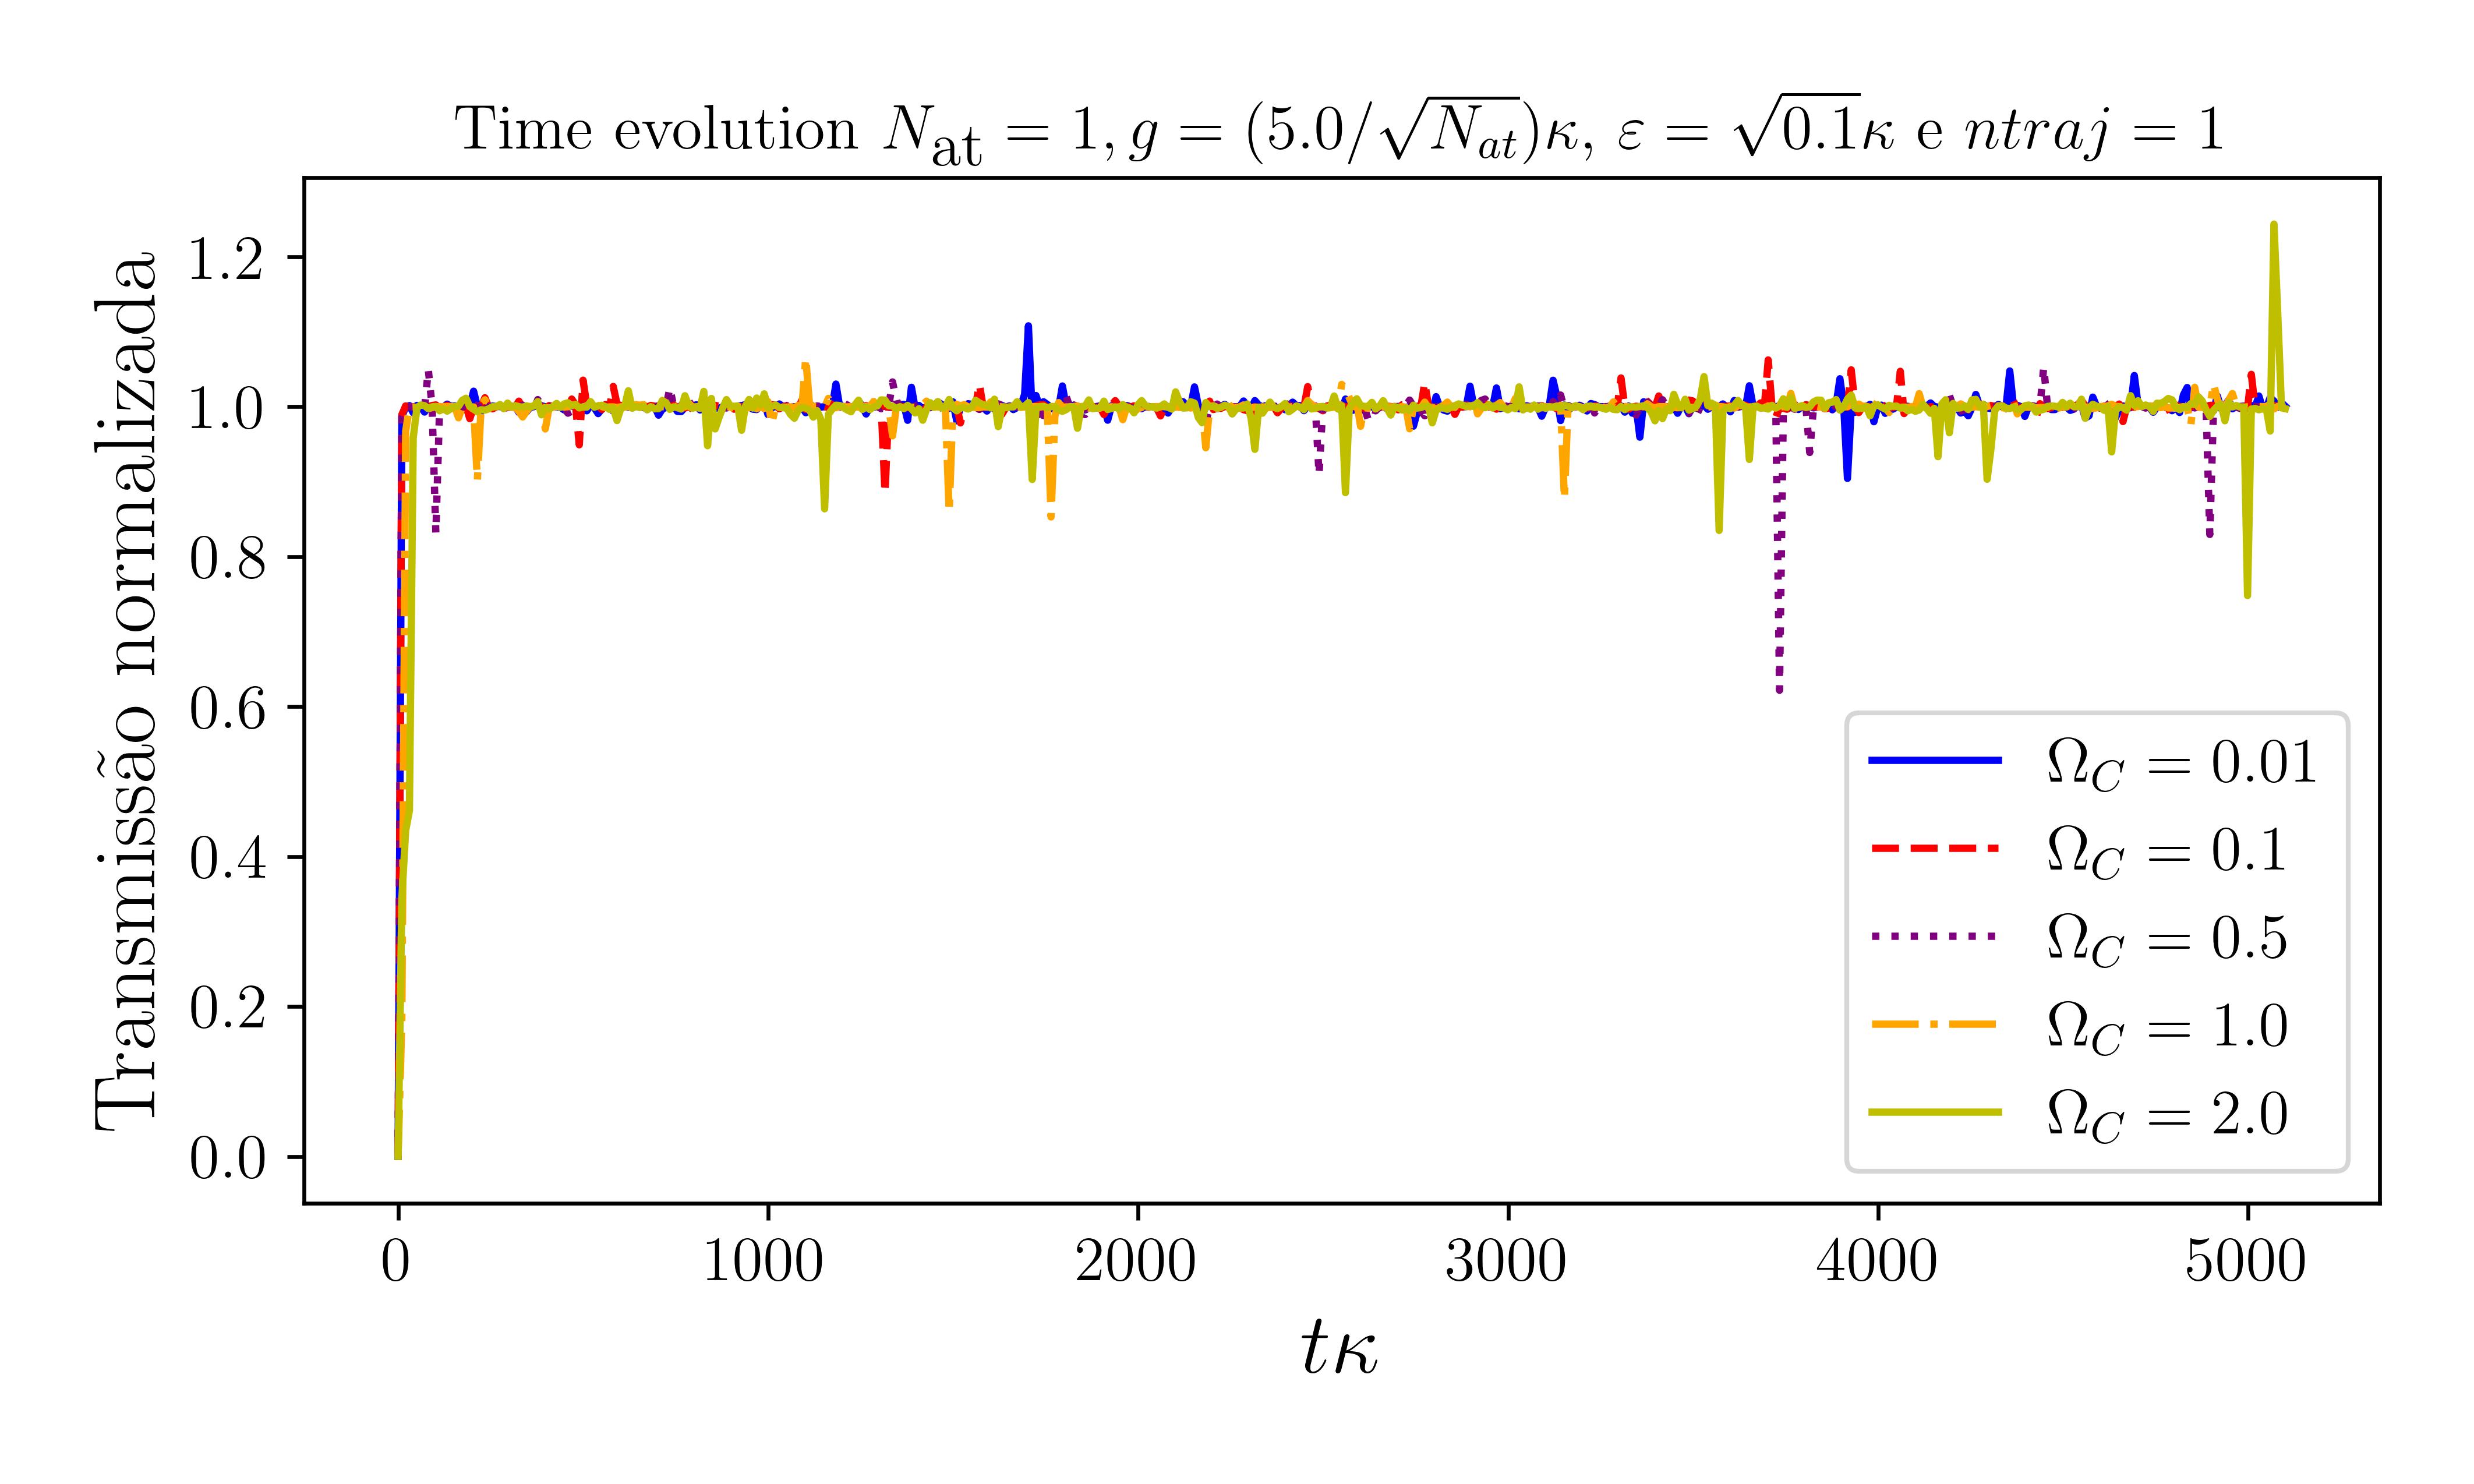 Time evolution $N_{\text{at}} = 1, g = (5.0/\sqrt{N_{at}})\kappa, \varepsilon = \sqrt{0.1}\kappa$ e $ntraj = 1$
Transmissão normalizada
1.2
1.0
0.8
0.6
0.4
0.2
0.0
$\Omega_C = 0.01$
$\Omega_C = 0.1$
$\Omega_C = 0.5$
$\Omega_C = 1.0$
$\Omega_C = 2.0$
0 1000 2000 3000 4000 5000
$t\kappa$